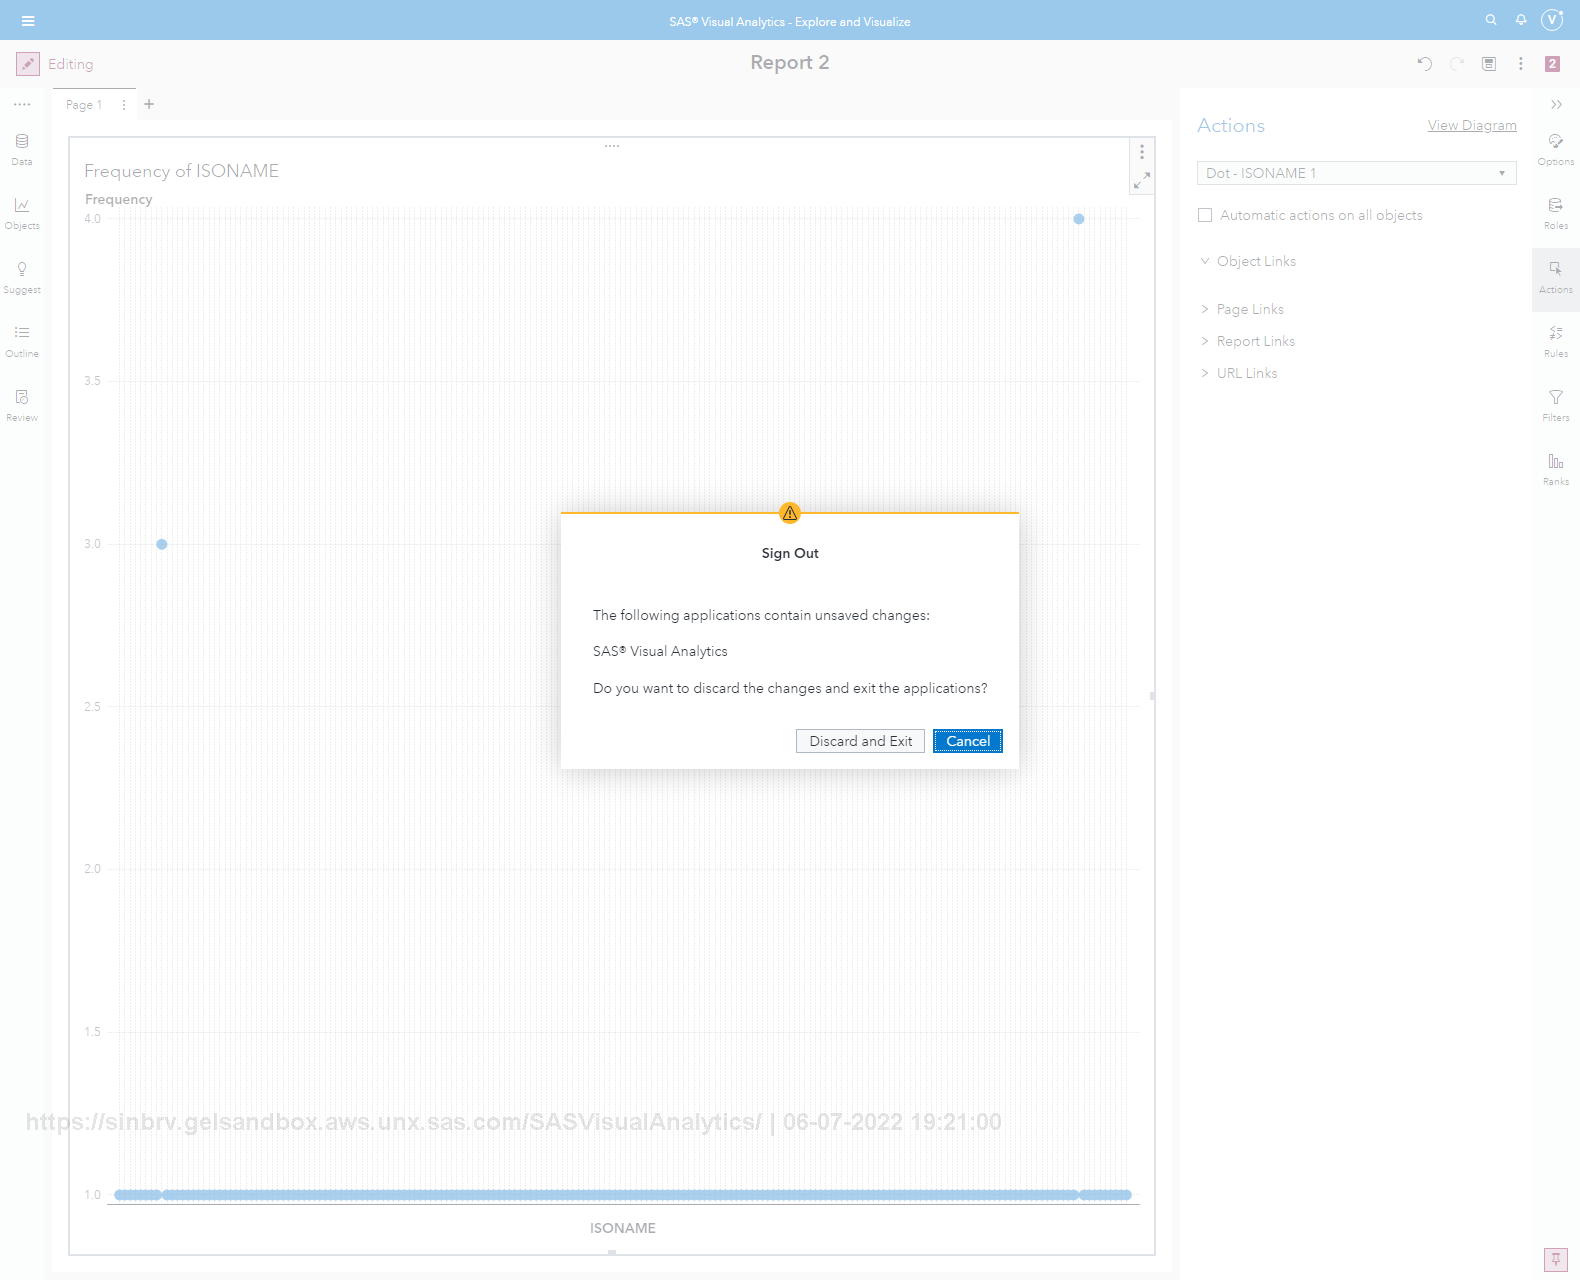 SAS® Visual Analytics - Explore and Visualize
V
Editing
Report 2
2
Page 1
Data
Objects
Suggest
Outline
Review
Frequency of ISONAME
Frequency
4.0
3.5
3.0
2.5
2.0
1.5
1.0
ISONAME
Actions
View Diagram
Dot - ISONAME 1
Automatic actions on all objects
Object Links
Page Links
Report Links
URL Links
Options
Roles
Actions
Rules
Filters
Ranks
Sign Out
The following applications contain unsaved changes:
SAS® Visual Analytics
Do you want to discard the changes and exit the applications?
Discard and Exit
Cancel
https://sinbrv.gelsandbox.aws.unx.sas.com/SASVisualAnalytics/ | 06-07-2022 19:21:00